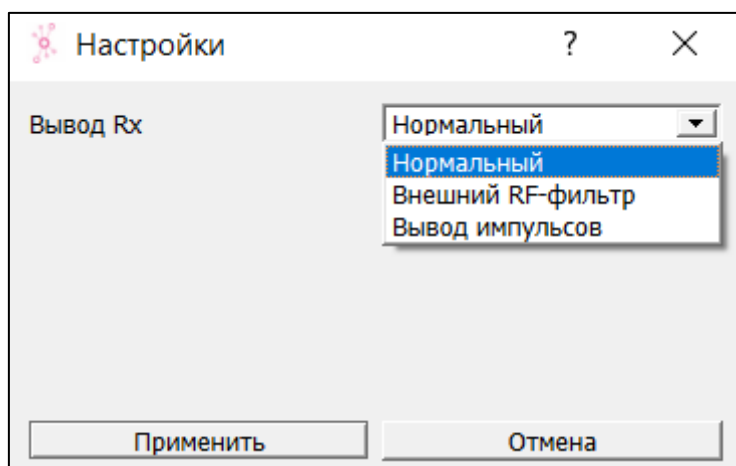 Настройки
?
Вывод Rx
Нормальный
Нормальный
Внешний RF-фильтр
Вывод импульсов
Применить
Отмена